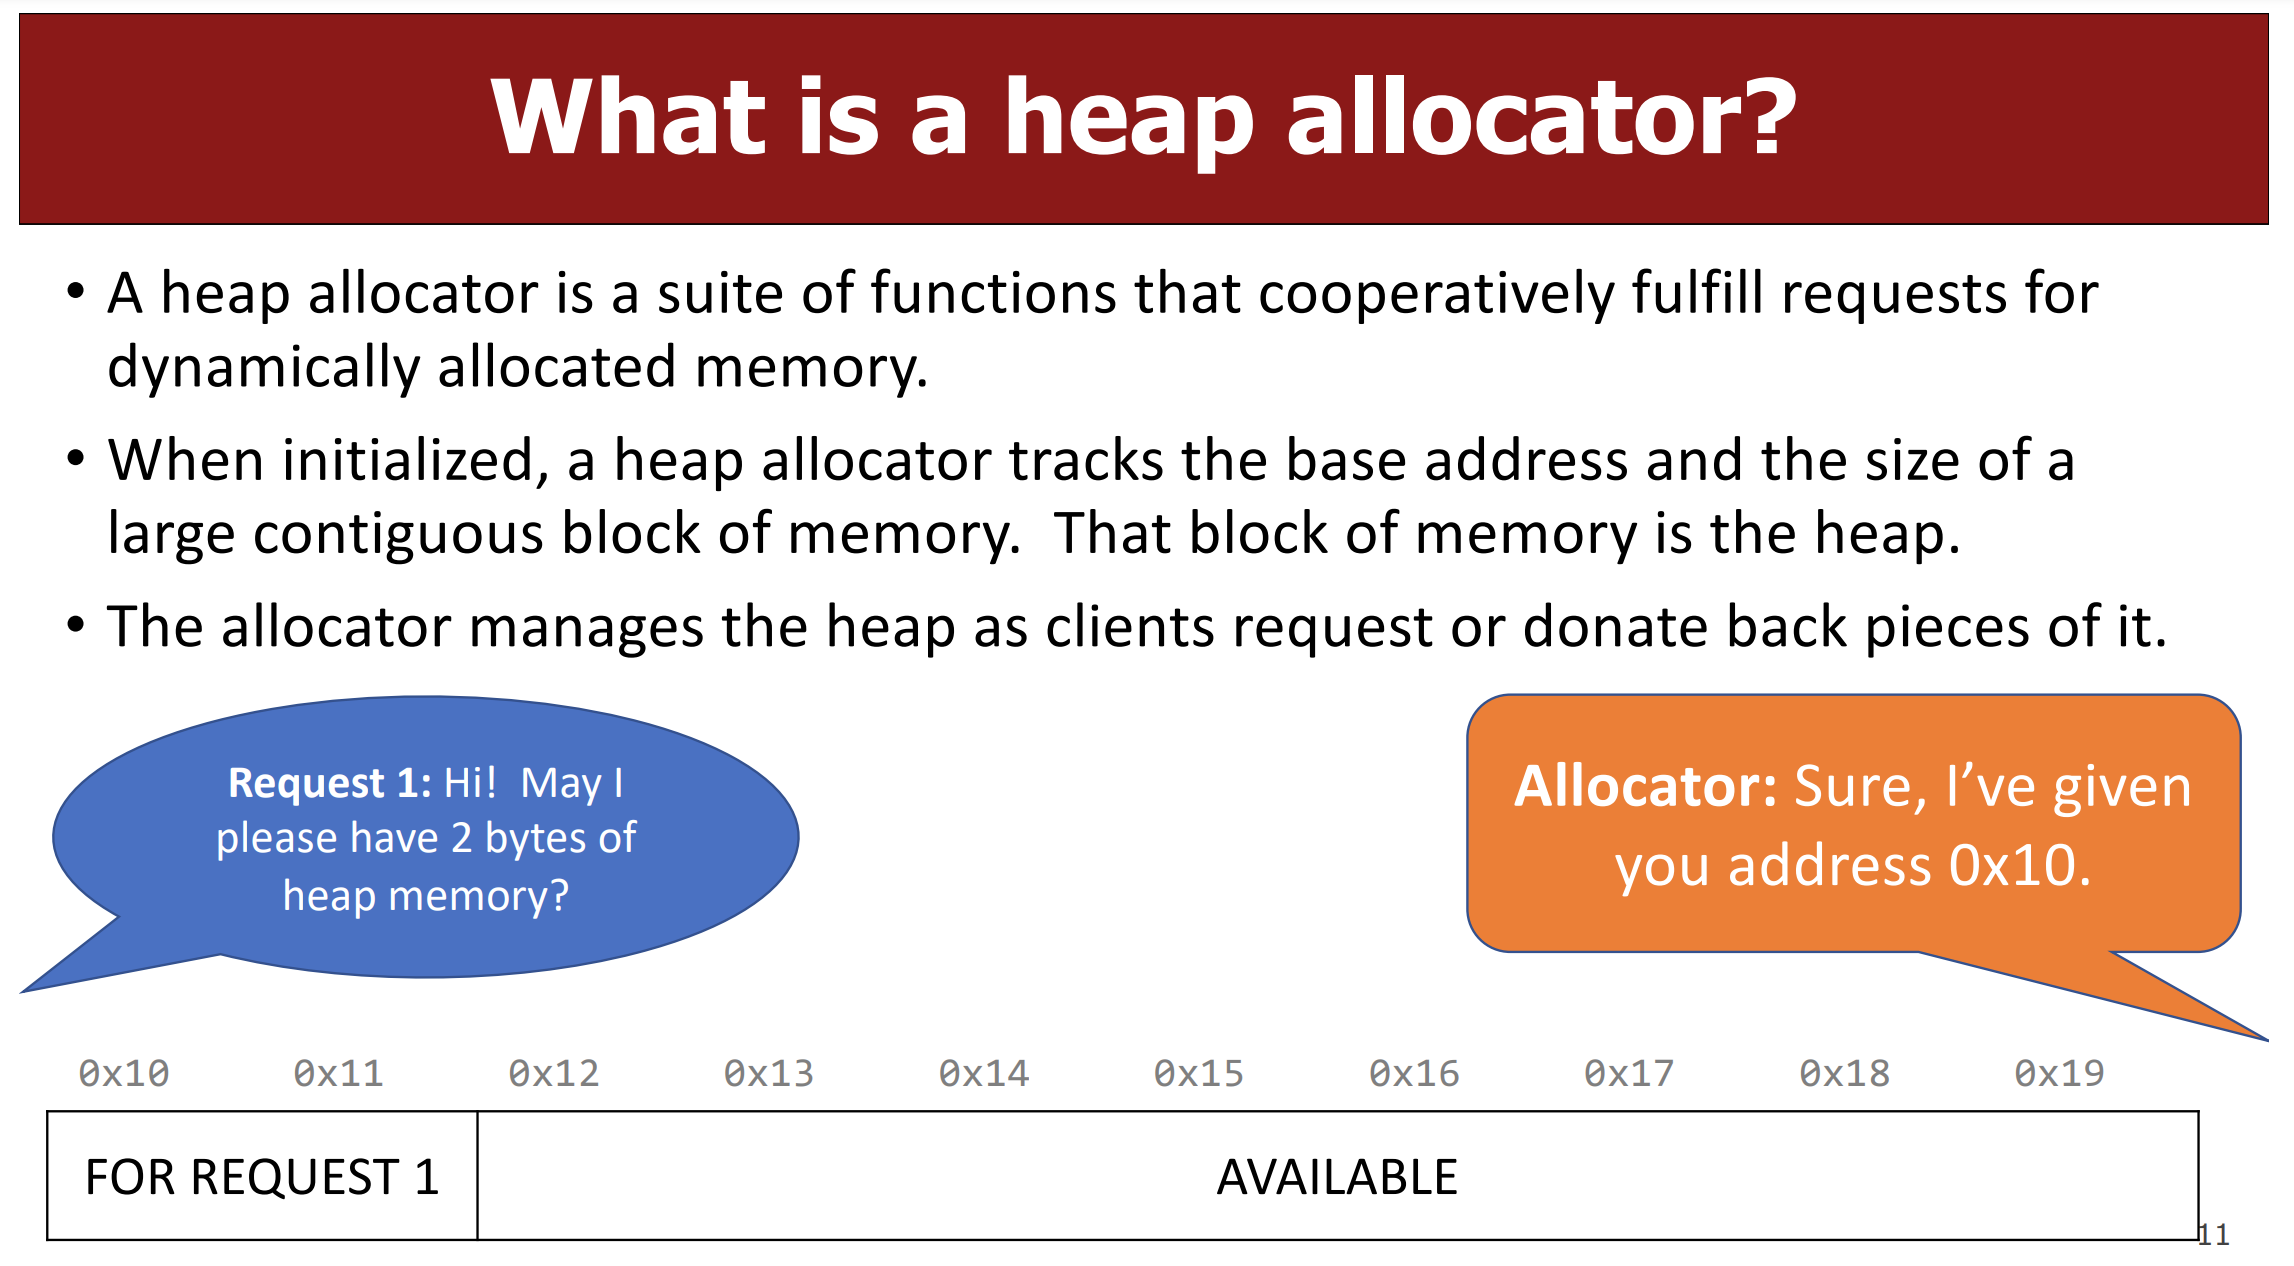 What is a heap allocator?
• A heap allocator is a suite of functions that cooperatively fulfill requests for
dynamically allocated memory.
• When initialized, a heap allocator tracks the base address and the size of a
large contiguous block of memory.  That block of memory is the heap.
• The allocator manages the heap as clients request or donate back pieces of it.
Request 1: Hi!  May I
please have 2 bytes of
heap memory?
Allocator: Sure, I’ve given
you address 0x10.
0x10 0x11 0x12 0x13 0x14 0x15 0x16 0x17 0x18 0x19
FOR REQUEST 1 AVAILABLE
11